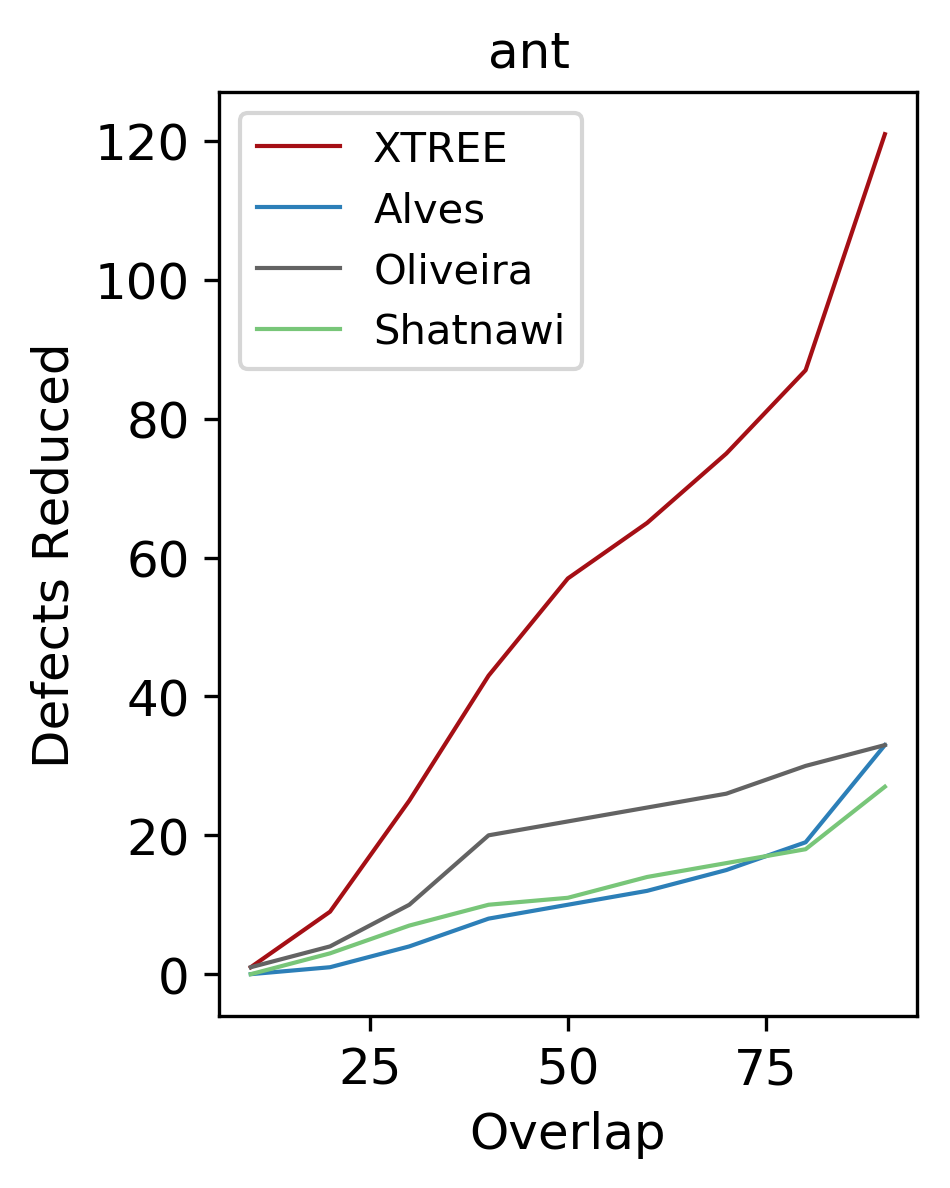 ant
120
100
80
60
40
20
0
Defects Reduced
XTREE
Alves
Oliveira
Shatnawi
25 50 75
Overlap